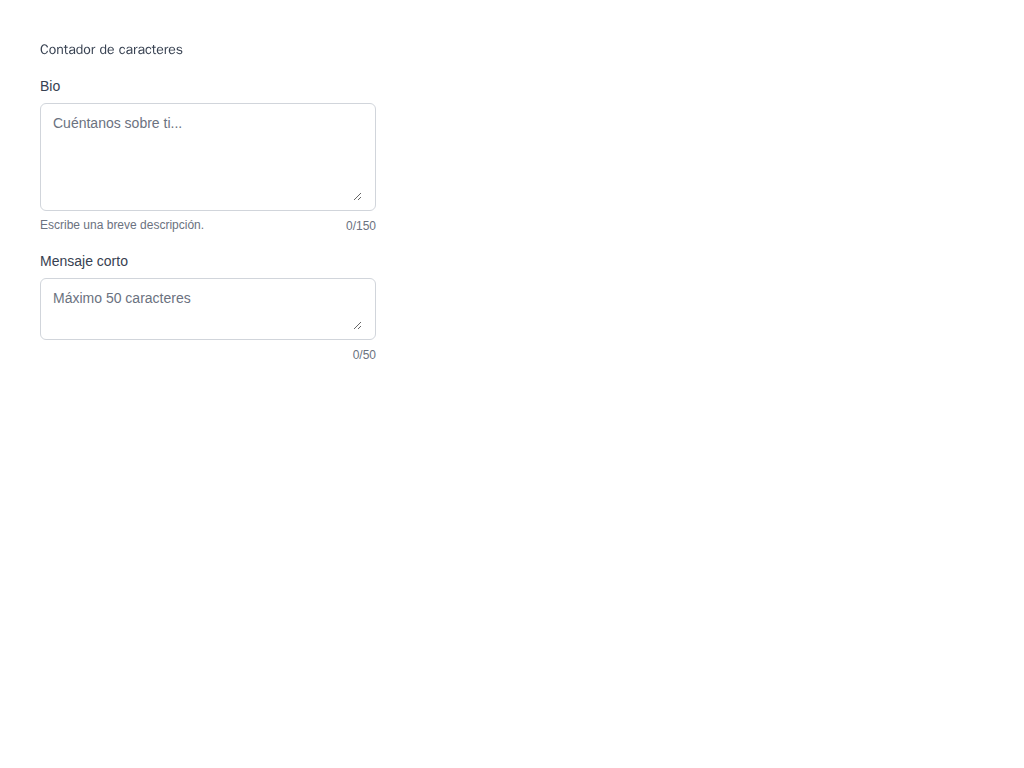 Contador de caracteres
Bio
Cuéntanos sobre ti...
Escribe una breve descripción. 0/150
Mensaje corto
Máximo 50 caracteres
0/50